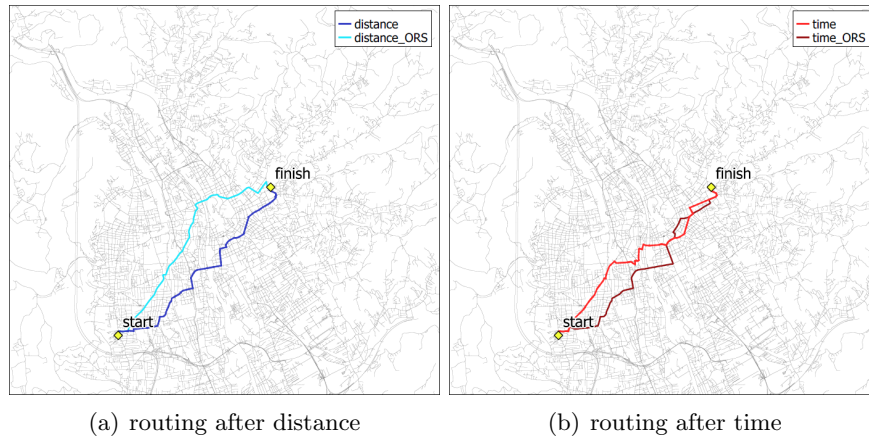 distance
distance_ORS
finish
start
time
time_ORS
finish
start
(a) routing after distance
(b) routing after time